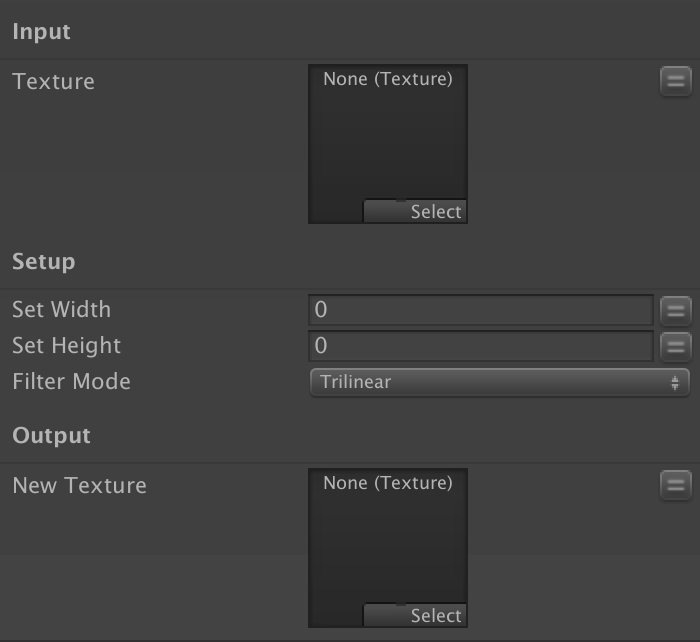 Input
Texture
None (Texture)
Select
Setup
Set Width
0
Set Height
0
Filter Mode
Trilinear
Output
New Texture
None (Texture)
Select